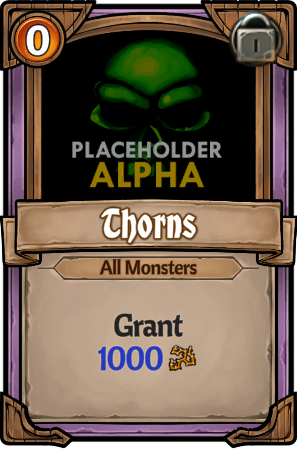 0
I
PLACEHOLDER
ALPHA
Thorns
All Monsters
Grant
1000